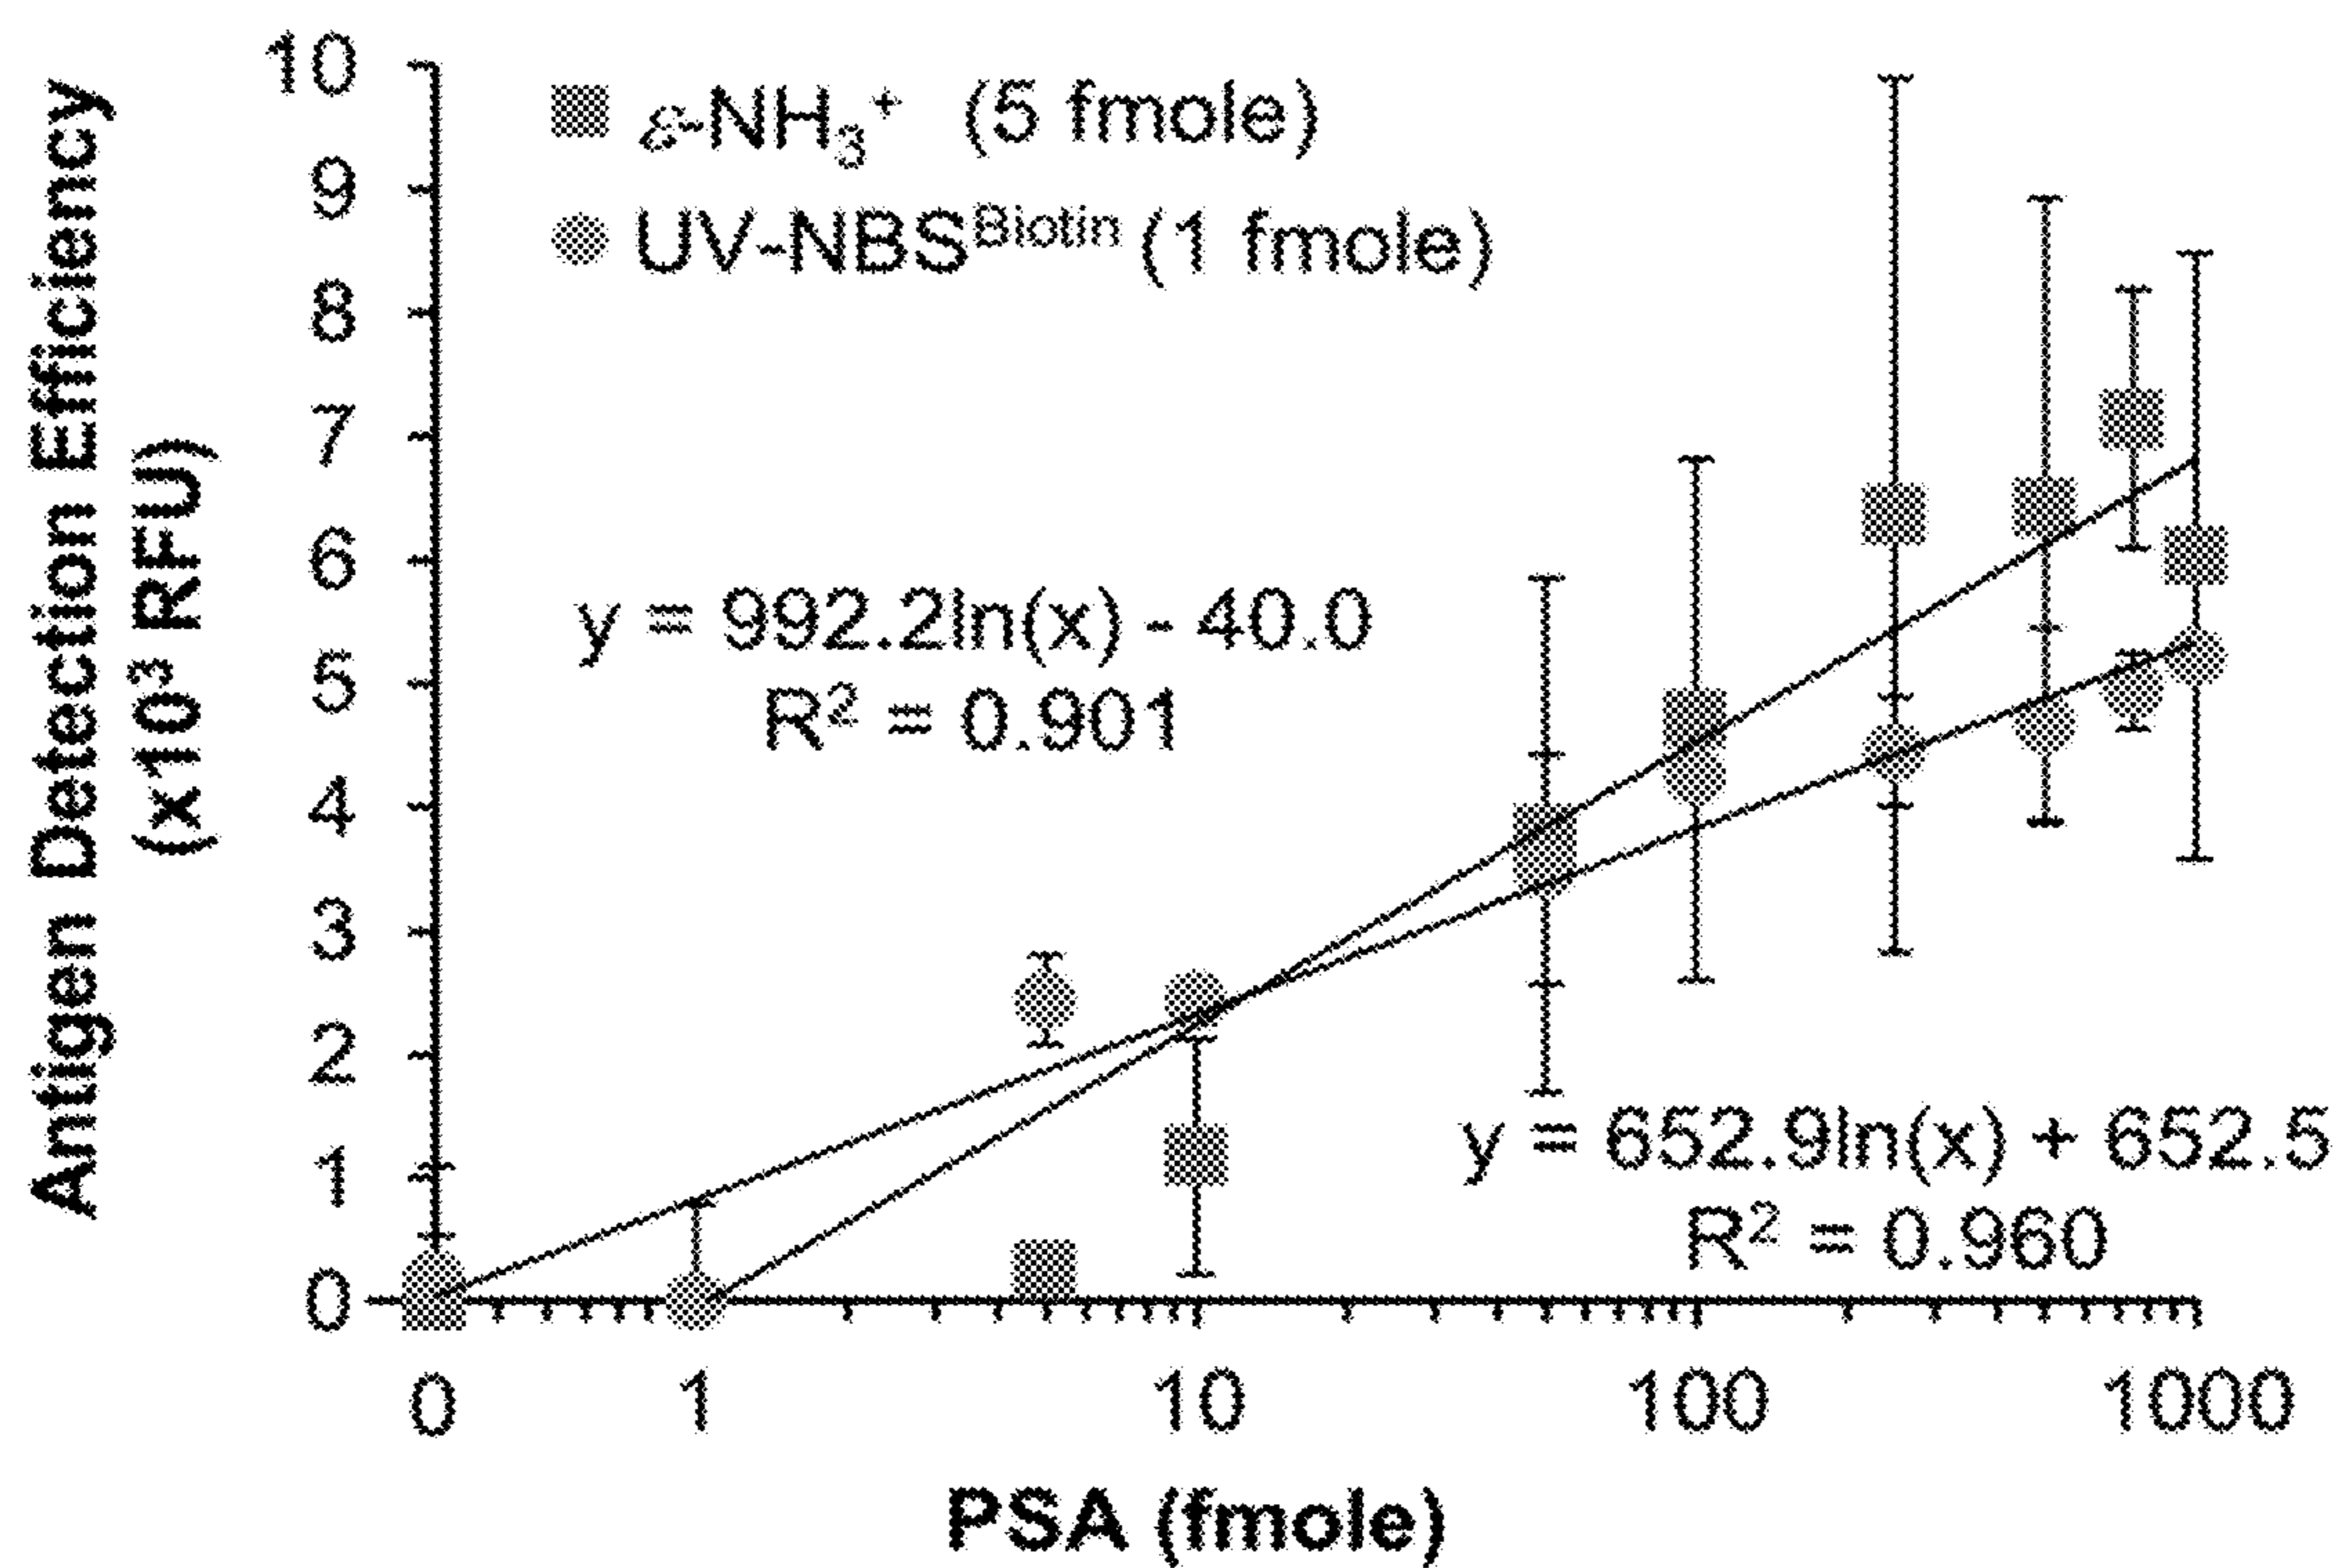 Antigen Detection Efficiency
(x10³ RFU)
10
9
8
7
6
5
4
3
2
1
0
ε-NH₃⁺ (5 fmole)
UV-NBSᴮⁱᵒᵗⁱⁿ (1 fmole)
y = 992.2ln(x) - 40.0
R² = 0.901
y = 652.9ln(x) + 652.5
R² = 0.960
0 1 10 100 1000
PSA (fmole)